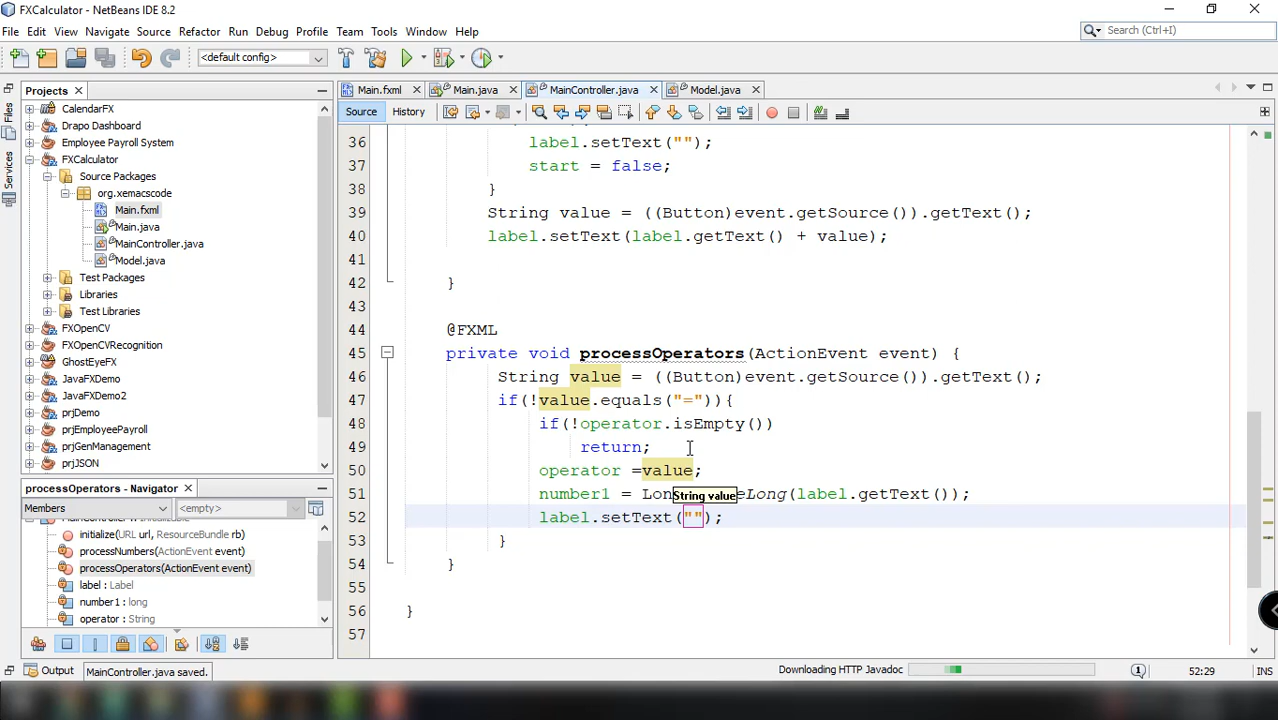 FXCalculator - NetBeans IDE 8.2
File Edit View Navigate Source Refactor Run Debug Profile Team Tools Window Help
Search (Ctrl+I)
<default config>
Projects
Main.fxml Main.java MainController.java Model.java
Source History
Files
Services
CalendarFX
Drapo Dashboard
Employee Payroll System
FXCalculator
Source Packages
org.xemacscode
Main.fxml
Main.java
MainController.java
Model.java
Test Packages
Libraries
Test Libraries
FXOpenCV
FXOpenCVRecognition
GhostEyeFX
JavaFXDemo
JavaFXDemo2
prjDemo
prjEmployeePayroll
prjGenManagement
prjJSON
processOperators - Navigator
Members <empty>
initialize(URL url, ResourceBundle rb)
processNumbers(ActionEvent event)
processOperators(ActionEvent event)
label : Label
number1 : long
operator : String
36 label.setText("");
37 start = false;
38 }
39 String value = ((Button)event.getSource()).getText();
40 label.setText(label.getText() + value);
41
42 }
43
44 @FXML
45 private void processOperators(ActionEvent event) {
46 String value = ((Button)event.getSource()).getText();
47 if(!value.equals("=")){
48 if(!operator.isEmpty())
49 return;
50 operator =value;
51 number1 = Lon String value eLong(label.getText());
52 label.setText("");
53 }
54 }
55
56 }
57
Output MainController.java saved. Downloading HTTP Javadoc 1 52:29 INS